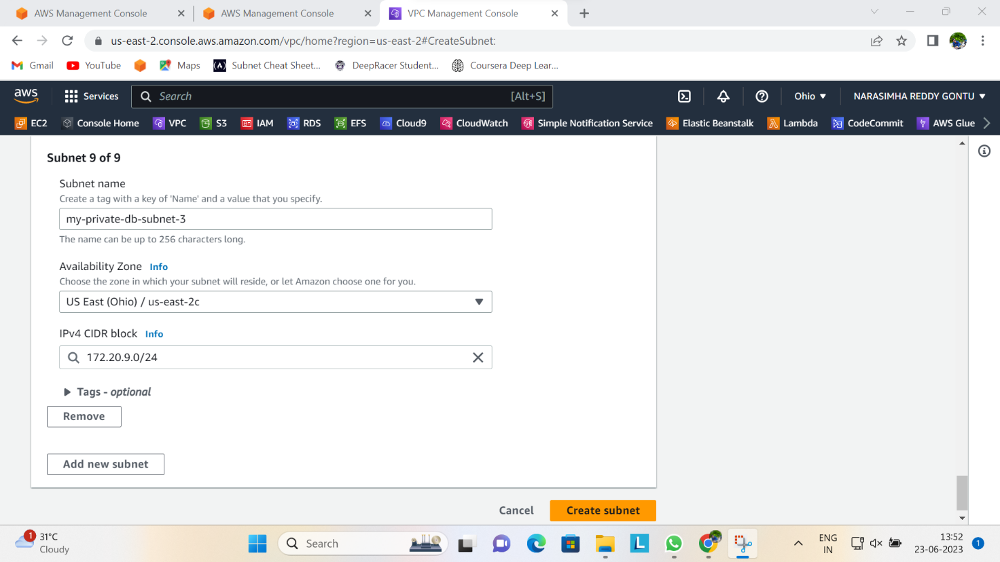 AWS Management Console
AWS Management Console
VPC Management Console
us-east-2.console.aws.amazon.com/vpc/home?region=us-east-2#CreateSubnet:
Gmail
YouTube
Maps
Subnet Cheat Sheet...
DeepRacer Student...
Coursera Deep Lear...
aws
Services
Search
[Alt+S]
Ohio
NARASIMHA REDDY GONTU
EC2
Console Home
VPC
S3
IAM
RDS
EFS
Cloud9
CloudWatch
Simple Notification Service
Elastic Beanstalk
Lambda
CodeCommit
AWS Glue
Subnet 9 of 9
Subnet name
Create a tag with a key of 'Name' and a value that you specify.
my-private-db-subnet-3
The name can be up to 256 characters long.
Availability Zone Info
Choose the zone in which your subnet will reside, or let Amazon choose one for you.
US East (Ohio) / us-east-2c
IPv4 CIDR block Info
172.20.9.0/24
Tags - optional
Remove
Add new subnet
Cancel
Create subnet
1
31°C
Cloudy
Search
L
ENG
IN
13:52
23-06-2023
1